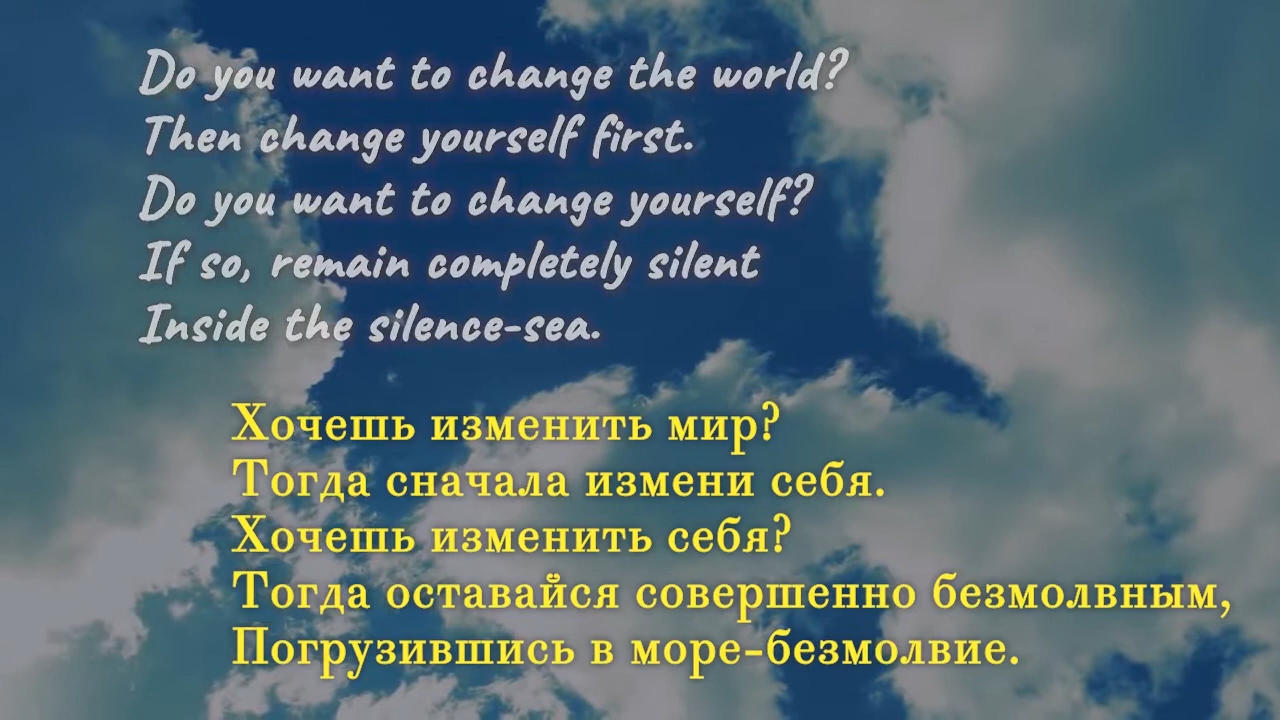 Do you want to change the world?
Then change yourself first.
Do you want to change yourself?
If so, remain completely silent
Inside the silence-sea.
Хочешь изменить мир?
Тогда сначала измени себя.
Хочешь изменить себя?
Тогда оставайся совершенно безмолвным,
Погрузившись в море-безмолвие.